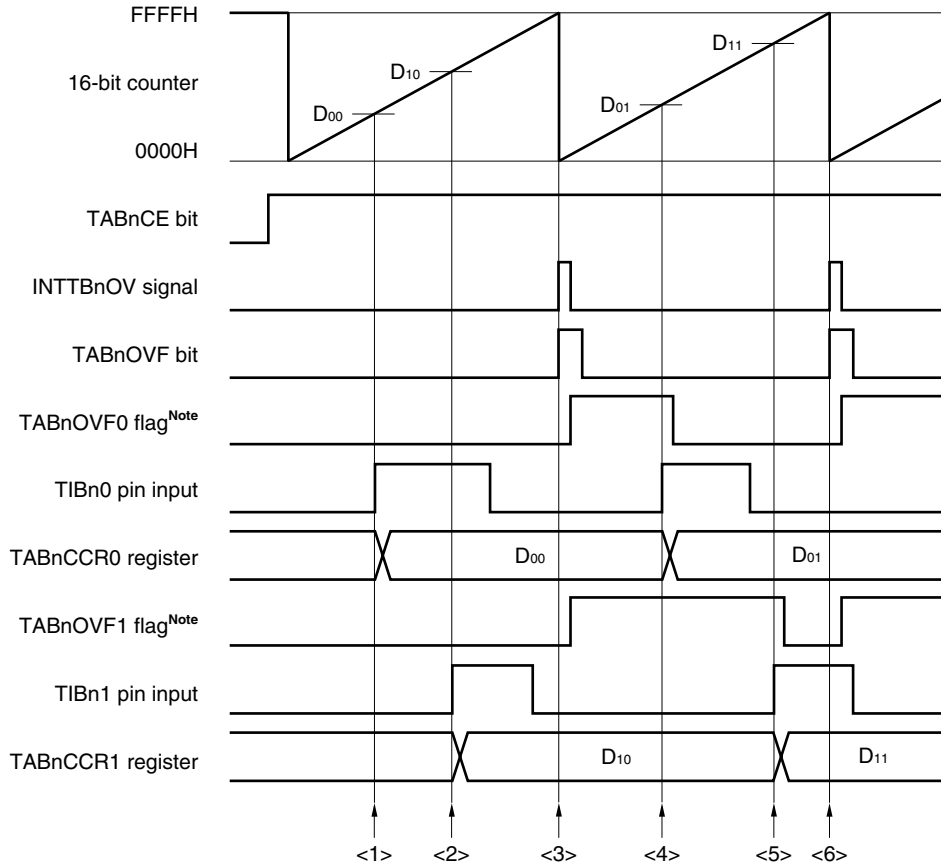 FFFFH
D11
D10
16-bit counter
D01
D00
0000H
TABnCE bit
INTTBnOV signal
TABnOVF bit
TABnOVF0 flagNote
TIBn0 pin input
TABnCCR0 register D00 D01
TABnOVF1 flagNote
TIBn1 pin input
TABnCCR1 register D10 D11
<1> <2> <3> <4> <5> <6>